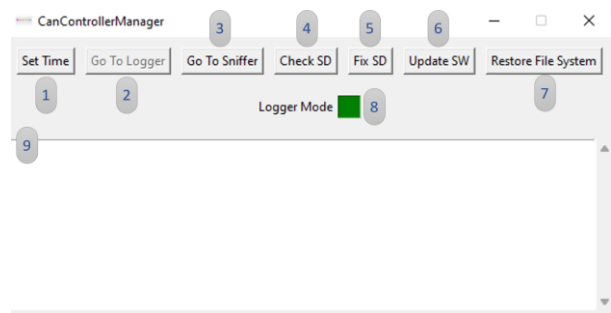 CanControllerManager
3 4 5 6
Set Time Go To Logger Go To Sniffer Check SD Fix SD Update SW Restore File System
1 2 7
Logger Mode 8
9